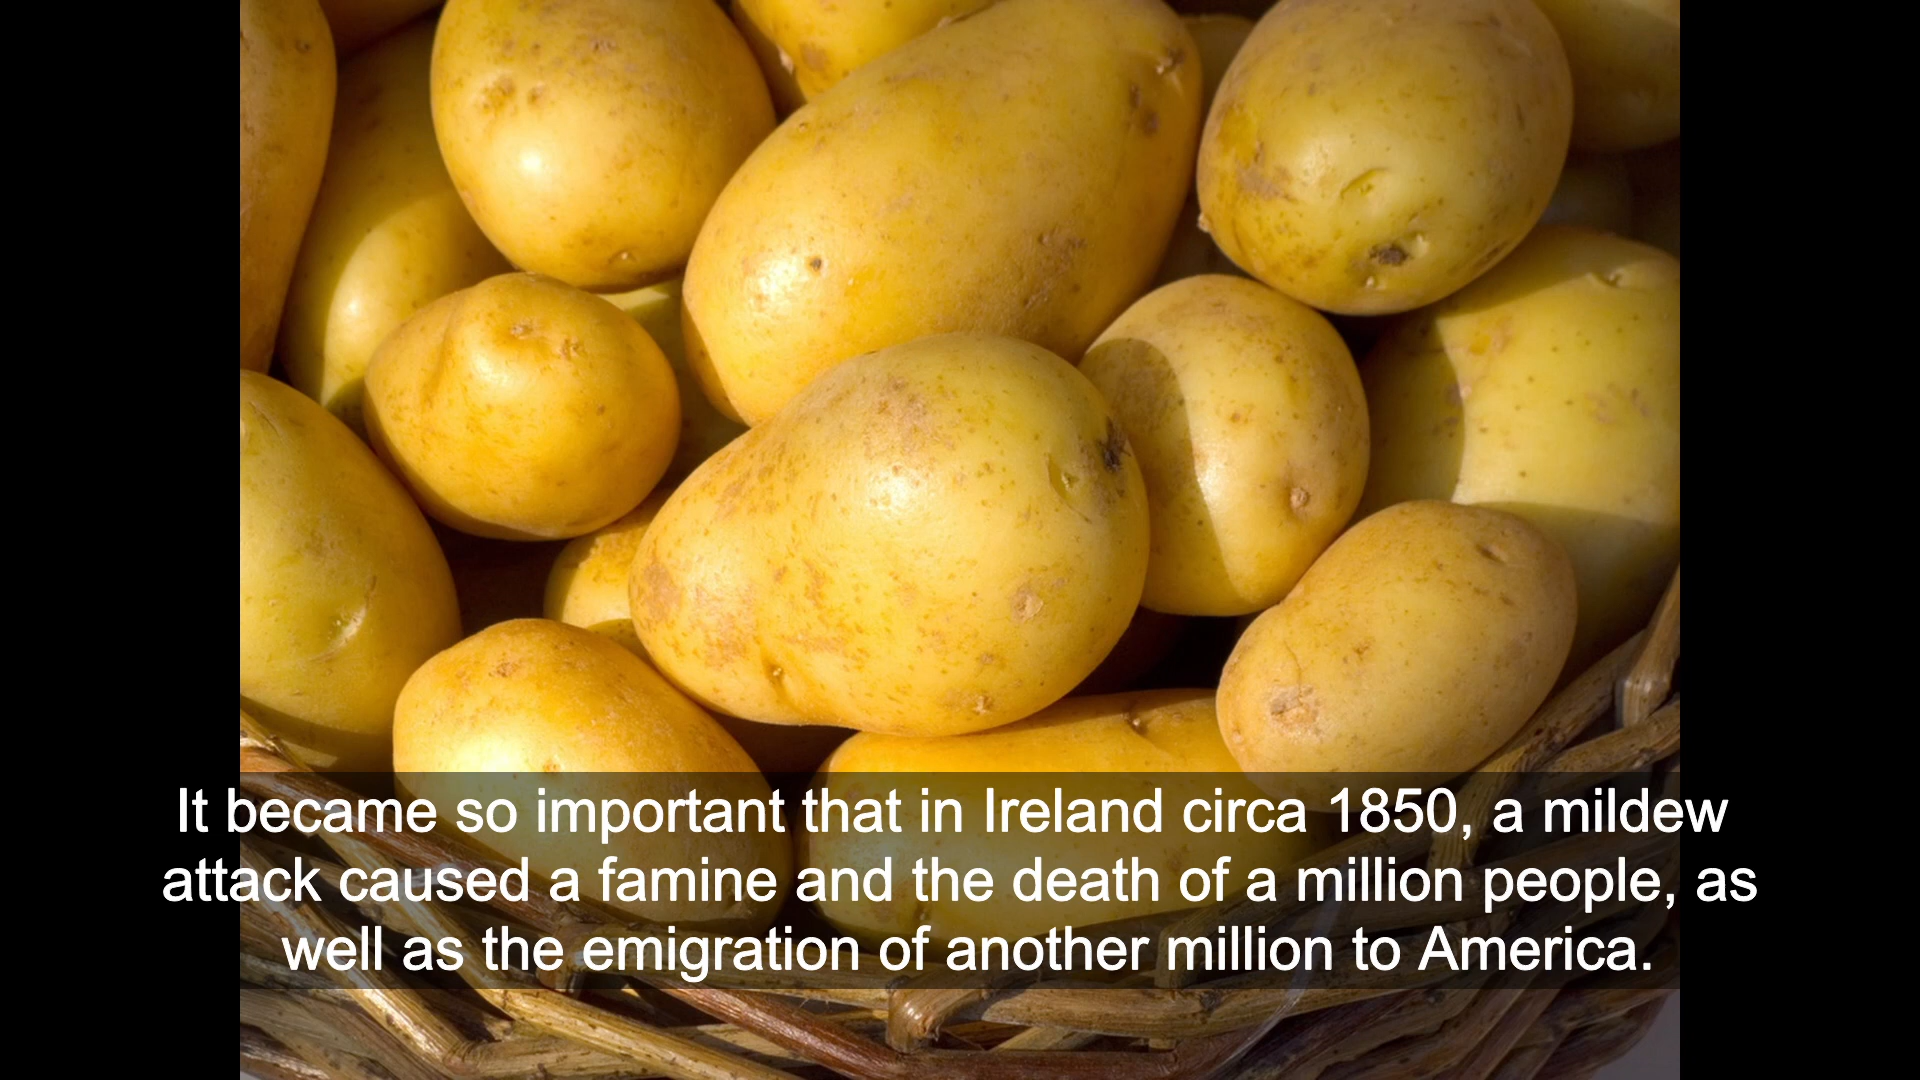 It became so important that in Ireland circa 1850, a mildew
attack caused a famine and the death of a million people, as
well as the emigration of another million to America.